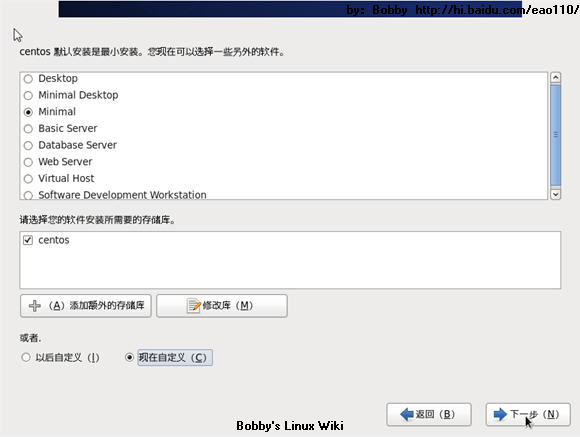 by: Bobby http://hi.baidu.com/eao110/
centos 默认安装是最小安装。您现在可以选择一些另外的软件。
Desktop
Minimal Desktop
Minimal
Basic Server
Database Server
Web Server
Virtual Host
Software Development Workstation
请选择您的软件安装所需要的存储库。
centos
（A）添加额外的存储库 修改库（M）
或者.
以后自定义（I） 现在自定义（C）
返回（B） 下一步（N）
Bobby's Linux Wiki